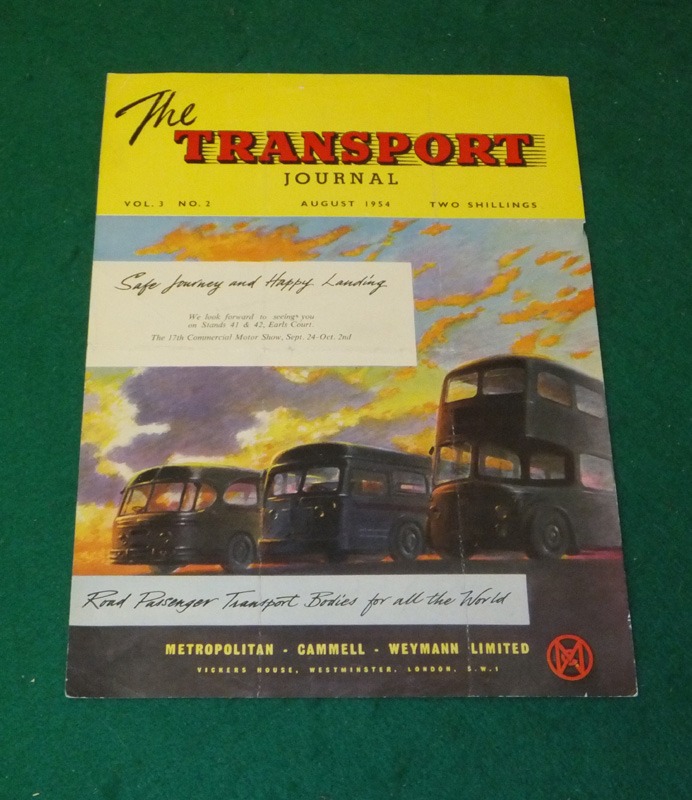 The
TRANSPORT
JOURNAL
VOL. 3 NO. 2 AUGUST 1954 TWO SHILLINGS
Safe Journey and Happy Landing
We look forward to seeing you
on Stands 41 & 42, Earls Court.
The 17th Commercial Motor Show, Sept. 24-Oct. 2nd
Road Passenger Transport Bodies for all the World
METROPOLITAN - CAMMELL - WEYMANN LIMITED
VICKERS HOUSE, WESTMINSTER, LONDON, S.W.1